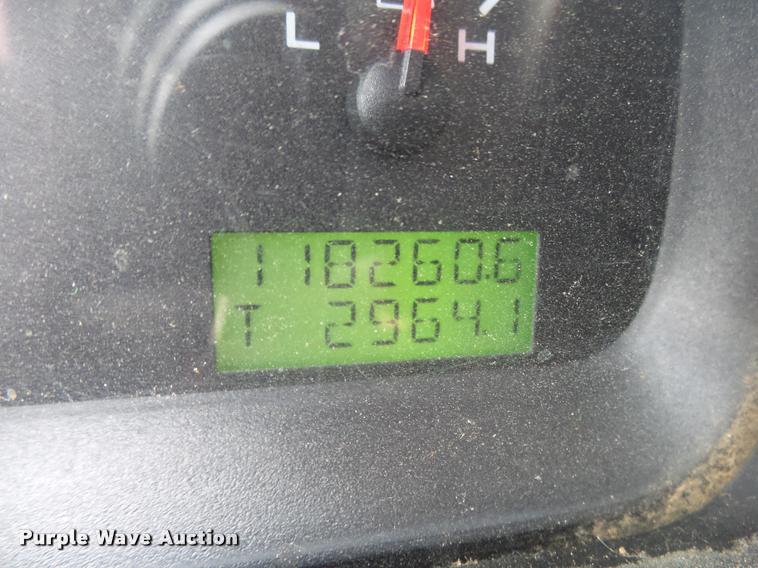 L H
118260.6
T 2964.1
Purple Wave Auction